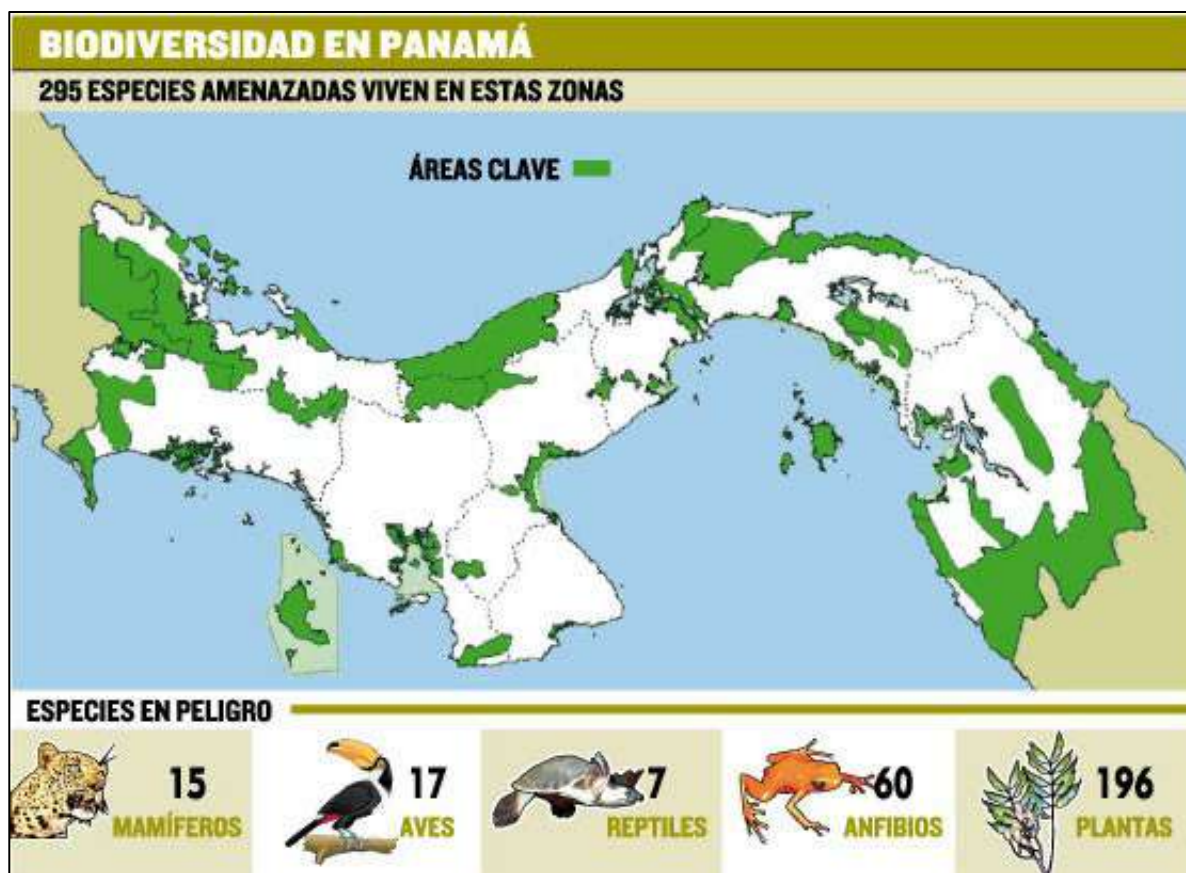 BIODIVERSIDAD EN PANAMÁ
295 ESPECIES AMENAZADAS VIVEN EN ESTAS ZONAS
ÁREAS CLAVE
ESPECIES EN PELIGRO
15
MAMÍFEROS
17
AVES
7
REPTILES
60
ANFIBIOS
196
PLANTAS